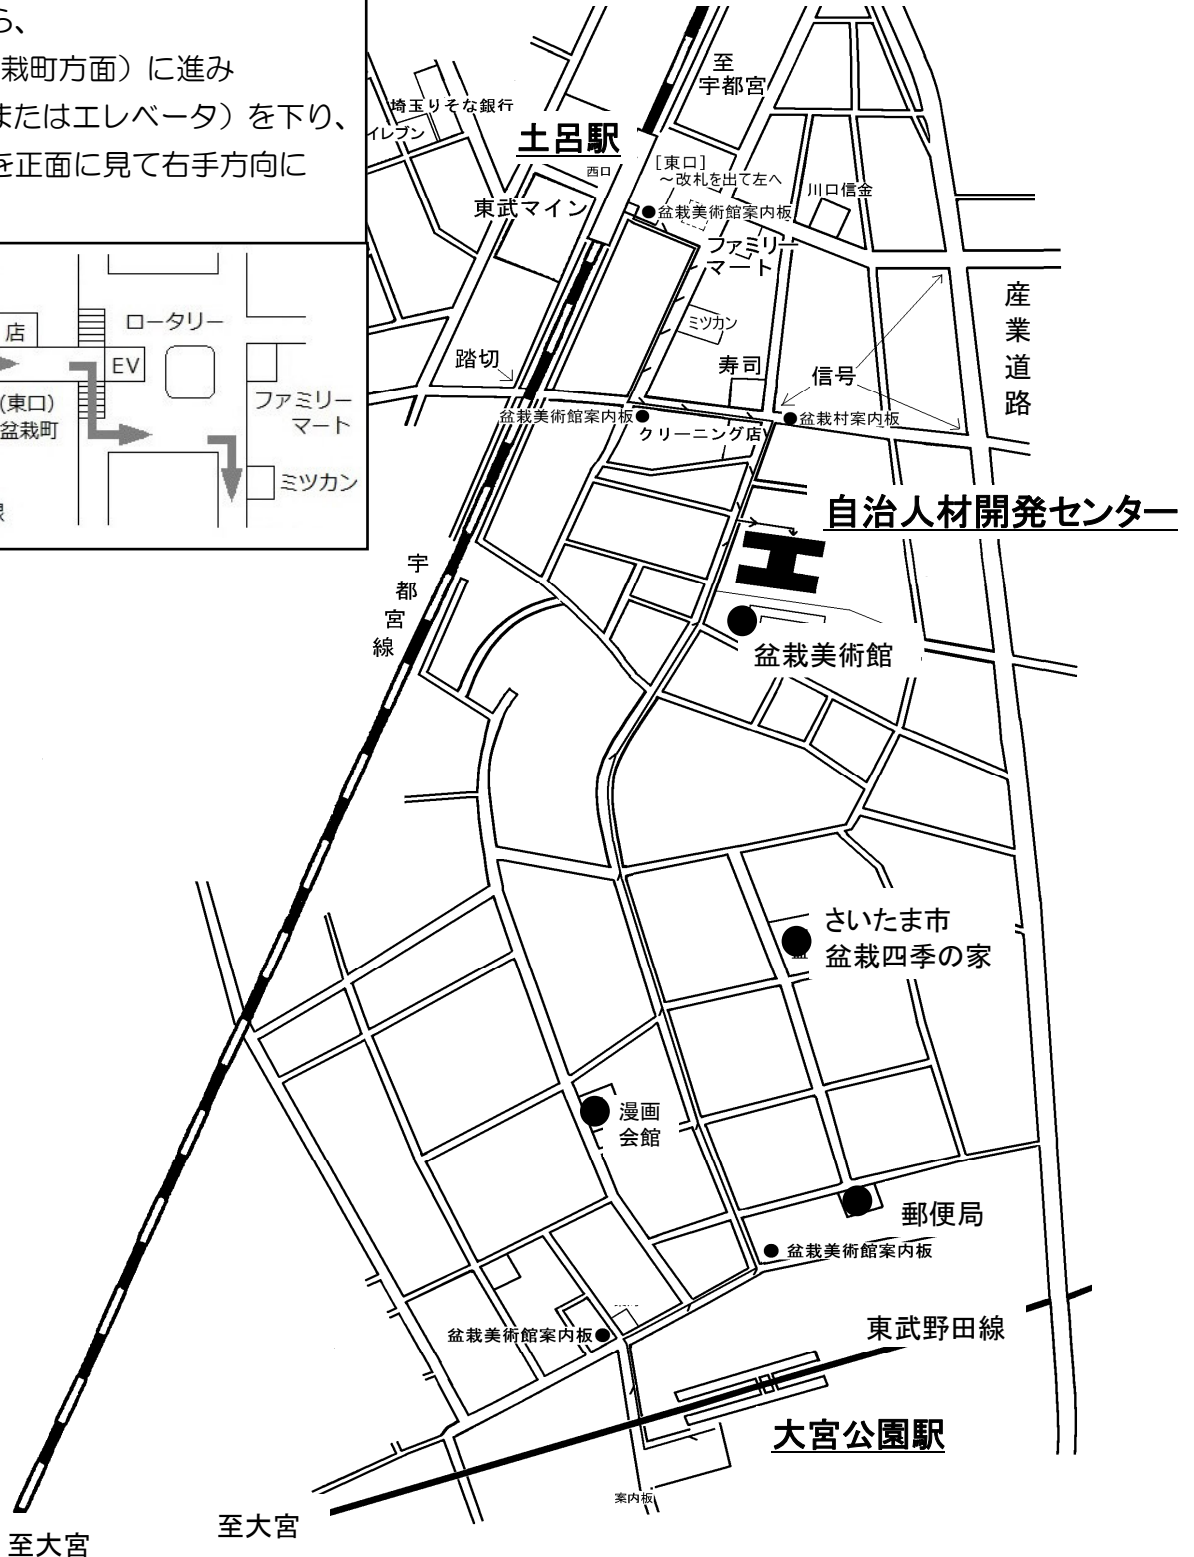 ら、
栽町方面）に進み
またはエレベータ）を下り、
を正面に見て右手方向に
店
ロータリー
EV
(東口)
盆栽町
ファミリー
マート
ミツカン
線
至
宇都宮
埼玉りそな銀行
イレブン
土呂駅
西口
[東口]
～改札を出て左へ
川口信金
東武マイン
盆栽美術館案内板
ファミリー
マート
ミツカン
産業道路
踏切
寿司
信号
盆栽美術館案内板
盆栽村案内板
クリーニング店
自治人材開発センター
宇都宮線
盆栽美術館
さいたま市
盆栽四季の家
漫画
会館
郵便局
盆栽美術館案内板
東武野田線
盆栽美術館案内板
大宮公園駅
案内板
至大宮
至大宮